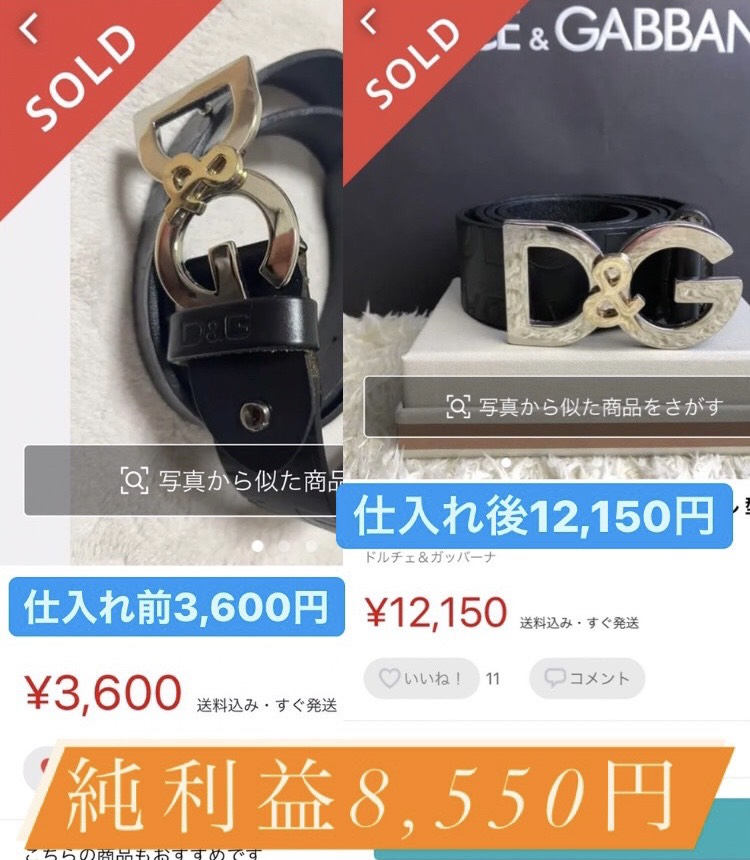 SOLD
D&G
写真から似た商品
仕入れ前3,600円
¥3,600 送料込み・すぐ発送
こちらの商品もおすすめです
SOLD
CE & GABBAN
D&G
写真から似た商品をさがす
仕入れ後12,150円
ドルチェ＆ガッバーナ
¥12,150 送料込み・すぐ発送
いいね！ 11 コメント
純利益8,550円